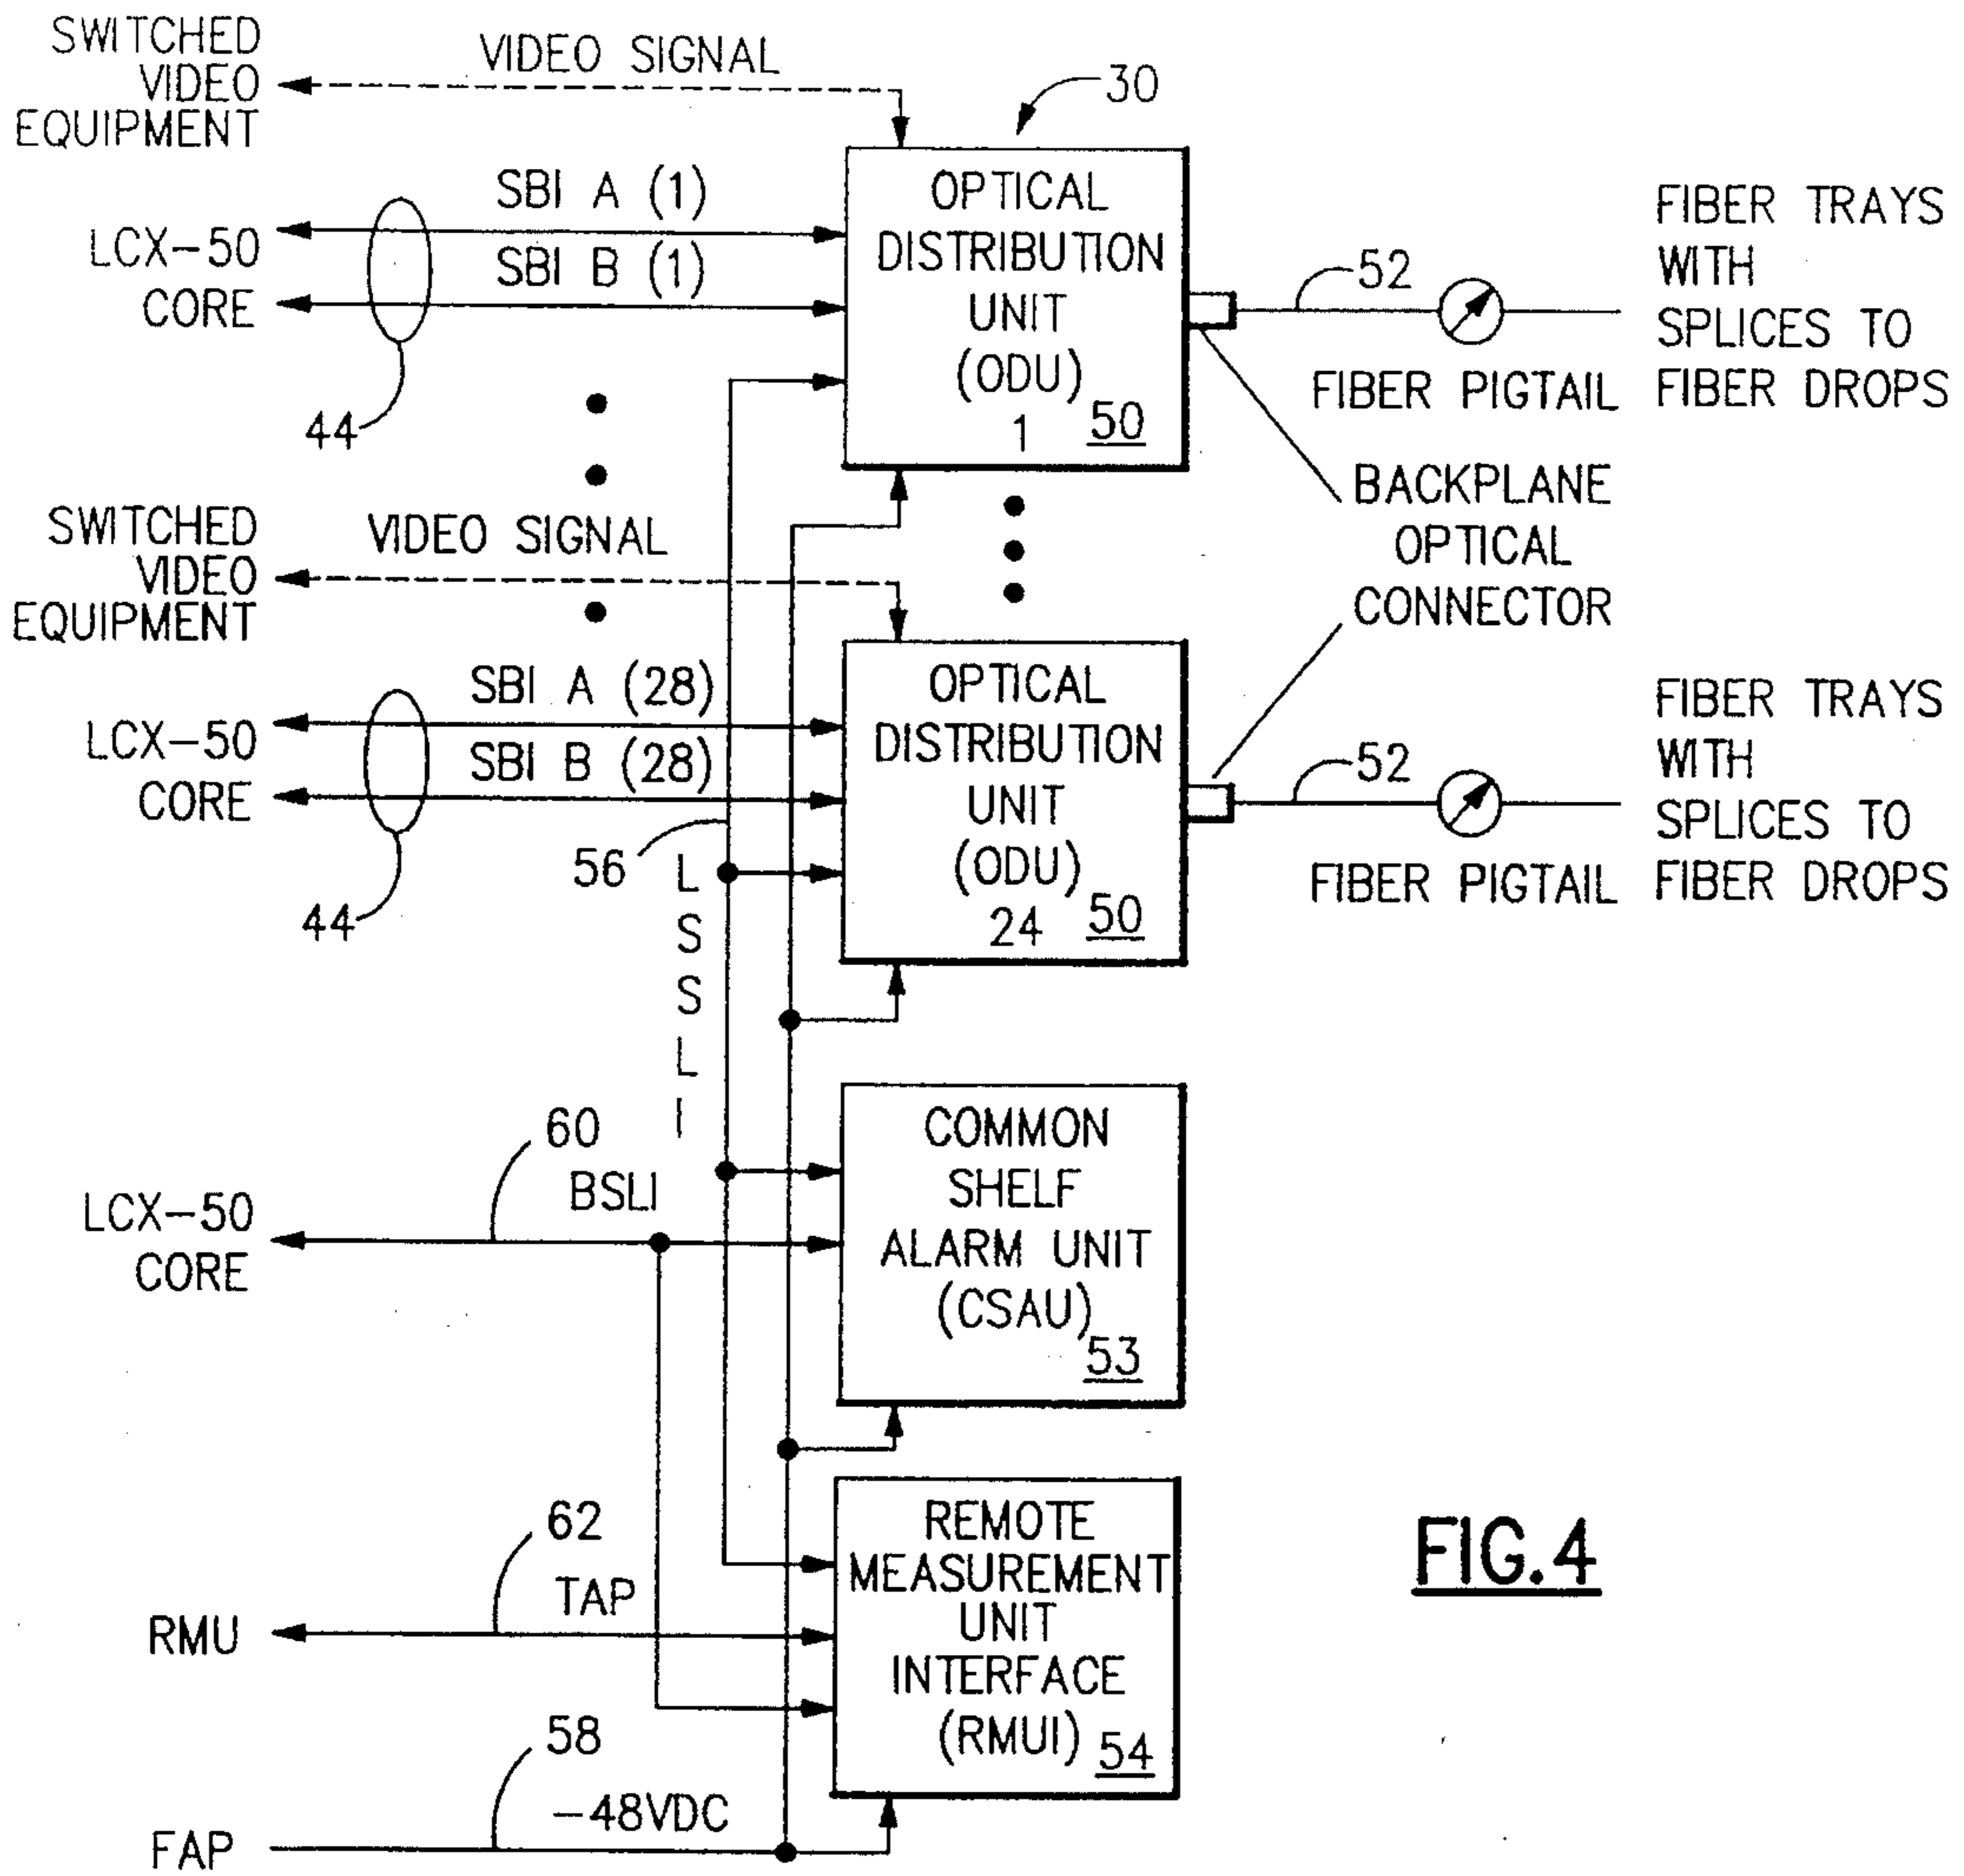 SWITCHED
VIDEO
EQUIPMENT
VIDEO SIGNAL
30
SBI A (1)
LCX-50
CORE
SBI B (1)
44
OPTICAL
DISTRIBUTION
UNIT
(ODU)
1
50
52
FIBER PIGTAIL
FIBER TRAYS
WITH
SPLICES TO
FIBER DROPS
BACKPLANE
OPTICAL
CONNECTOR
SWITCHED
VIDEO
EQUIPMENT
VIDEO SIGNAL
SBI A (28)
LCX-50
CORE
SBI B (28)
44
56
LSSLI
OPTICAL
DISTRIBUTION
UNIT
(ODU)
24
50
52
FIBER PIGTAIL
FIBER TRAYS
WITH
SPLICES TO
FIBER DROPS
60
BSLI
LCX-50
CORE
COMMON
SHELF
ALARM UNIT
(CSAU)
53
62
TAP
RMU
REMOTE
MEASUREMENT
UNIT
INTERFACE
(RMUI)
54
58
-48VDC
FAP
FIG.4